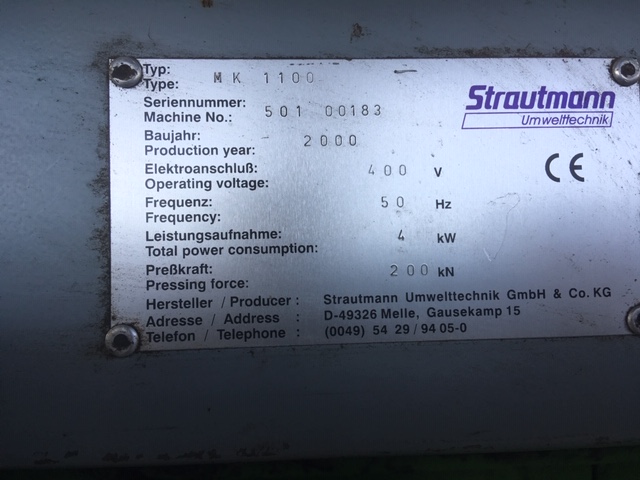 Typ:
Type: MK 1100
Strautmann
Umwelttechnik
Seriennummer:
Machine No.: 501 00183
Baujahr: 2000
Production year:
CE
Elektroanschluß: 400 V
Operating voltage:
Frequenz: 50 Hz
Frequency:
Leistungsaufnahme: 4 kW
Total power consumption:
Preßkraft: 200 kN
Pressing force:
Hersteller / Producer : Strautmann Umwelttechnik GmbH & Co. KG
Adresse / Address : D-49326 Melle, Gausekamp 15
Telefon / Telephone : (0049) 54 29 / 94 05-0